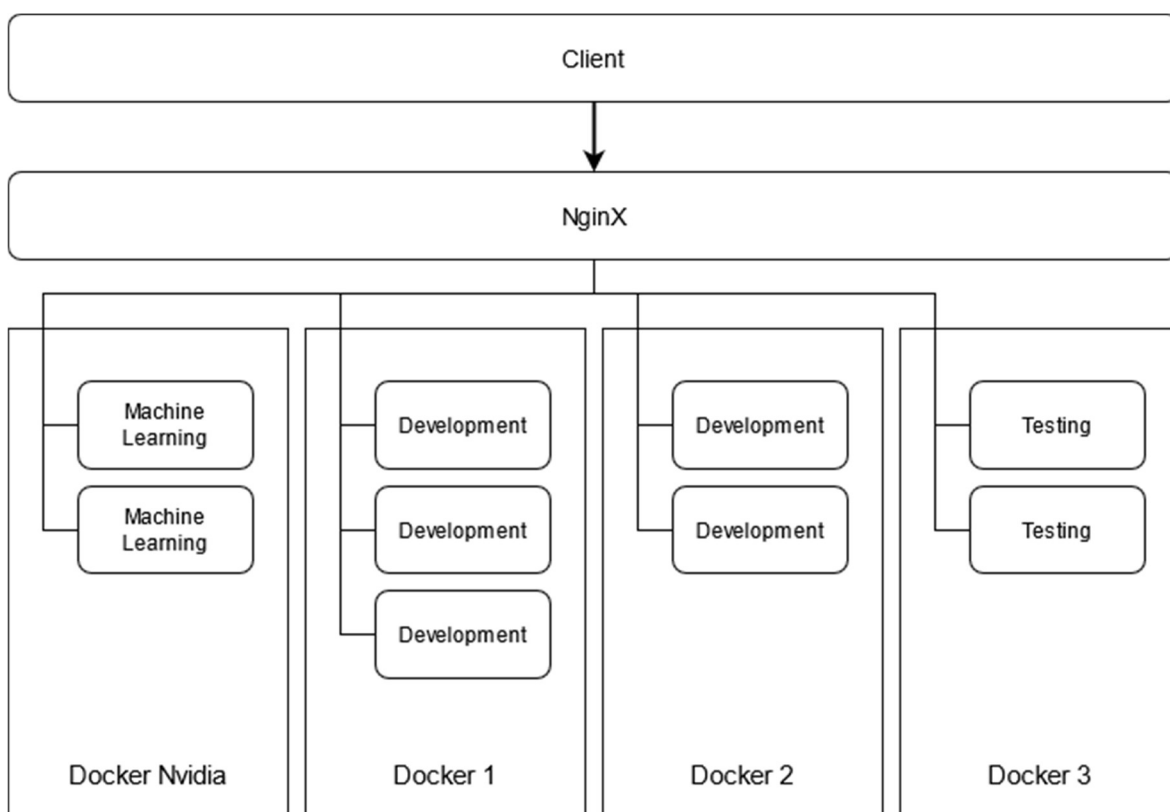 Client
NginX
Machine
Learning
Machine
Learning
Docker Nvidia
Development
Development
Development
Docker 1
Development
Development
Docker 2
Testing
Testing
Docker 3